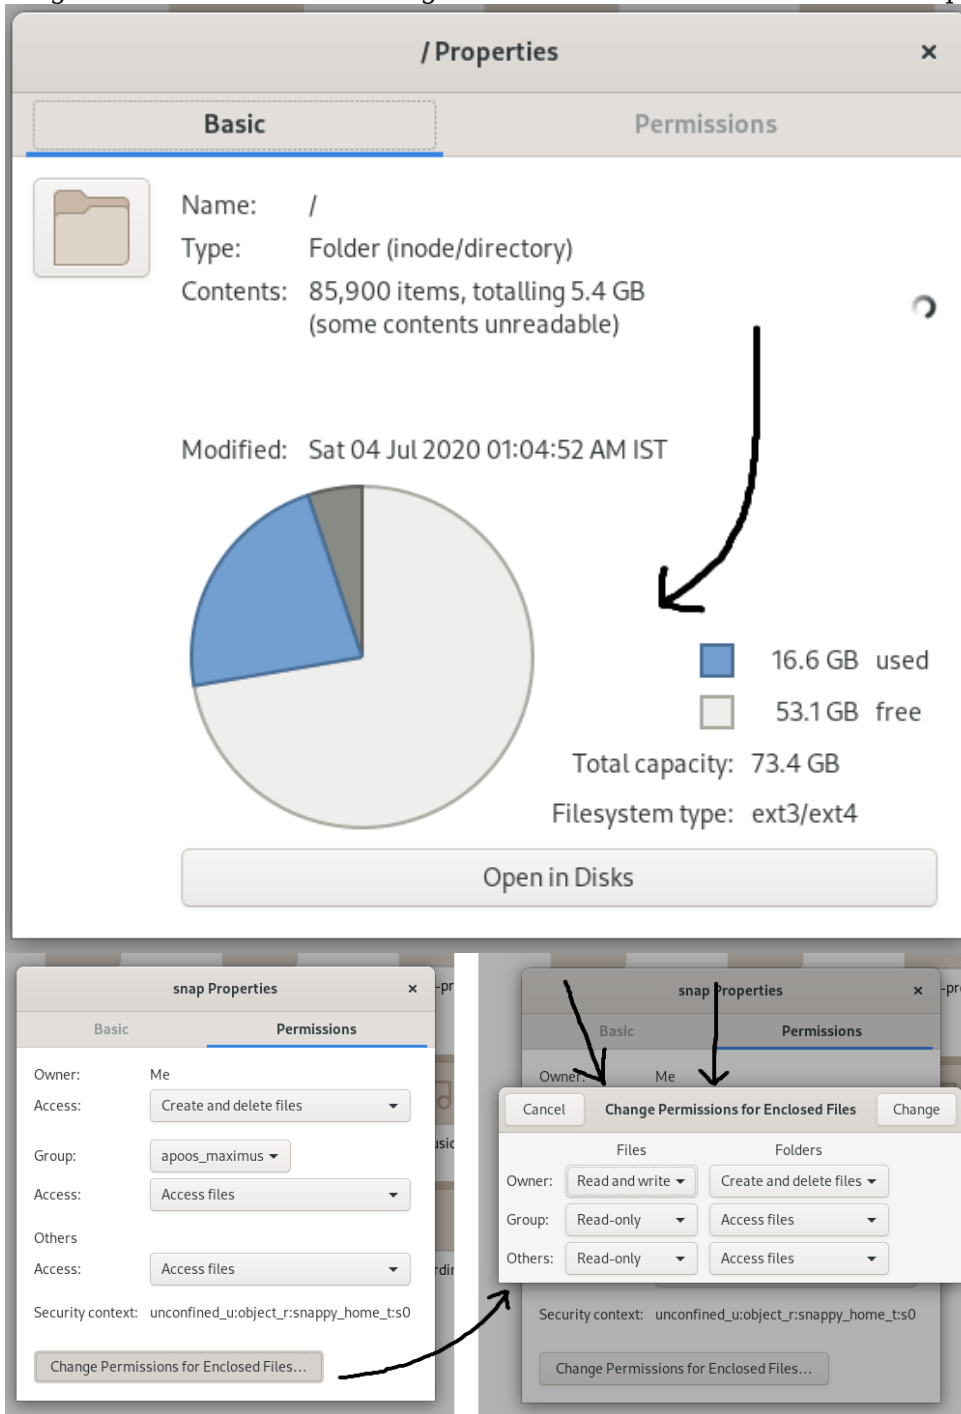 / Properties
Basic
Permissions
Name: /
Type: Folder (inode/directory)
Contents: 85,900 items, totalling 5.4 GB
(some contents unreadable)
Modified: Sat 04 Jul 2020 01:04:52 AM IST
16.6 GB used
53.1 GB free
Total capacity: 73.4 GB
Filesystem type: ext3/ext4
Open in Disks
snap Properties
Basic
Permissions
Owner: Me
Access: Create and delete files
Group: apoos_maximus
Access: Access files
Others
Access: Access files
Security context: unconfined_u:object_r:snappy_home_t:s0
Change Permissions for Enclosed Files...
snap Properties
Basic
Permissions
Owner: Me
Cancel
Change Permissions for Enclosed Files
Change
Files Folders
Owner: Read and write Create and delete files
Group: Read-only Access files
Others: Read-only Access files
Security context: unconfined_u:object_r:snappy_home_t:s0
Change Permissions for Enclosed Files...